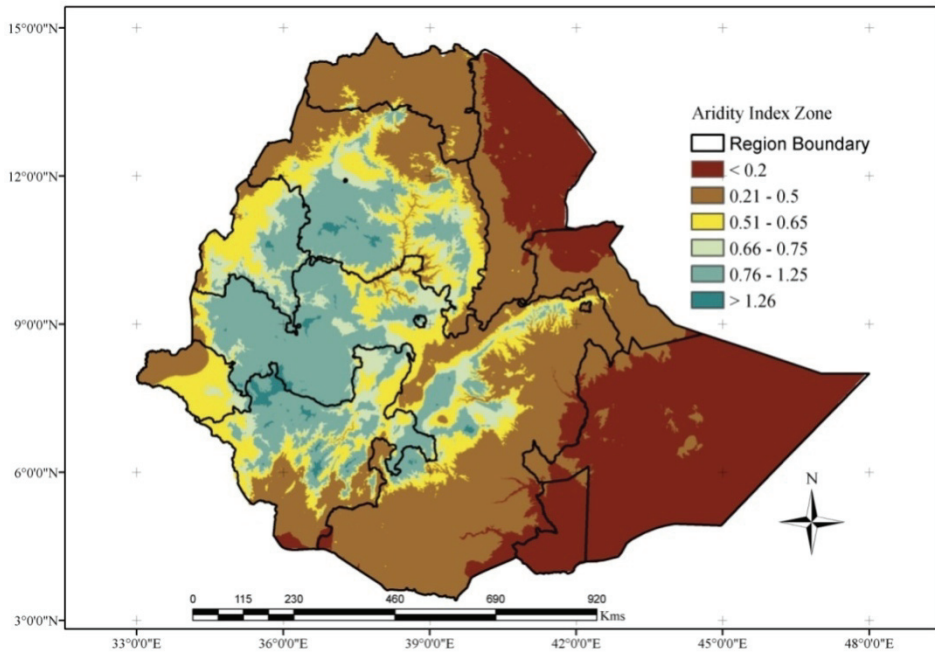 15°0'0"N
12°0'0"N
9°0'0"N
6°0'0"N
3°0'0"N
Aridity Index Zone
Region Boundary
< 0.2
0.21 - 0.5
0.51 - 0.65
0.66 - 0.75
0.76 - 1.25
> 1.26
N
0 115 230 460 690 920
Kms
33°0'0"E 36°0'0"E 39°0'0"E 42°0'0"E 45°0'0"E 48°0'0"E